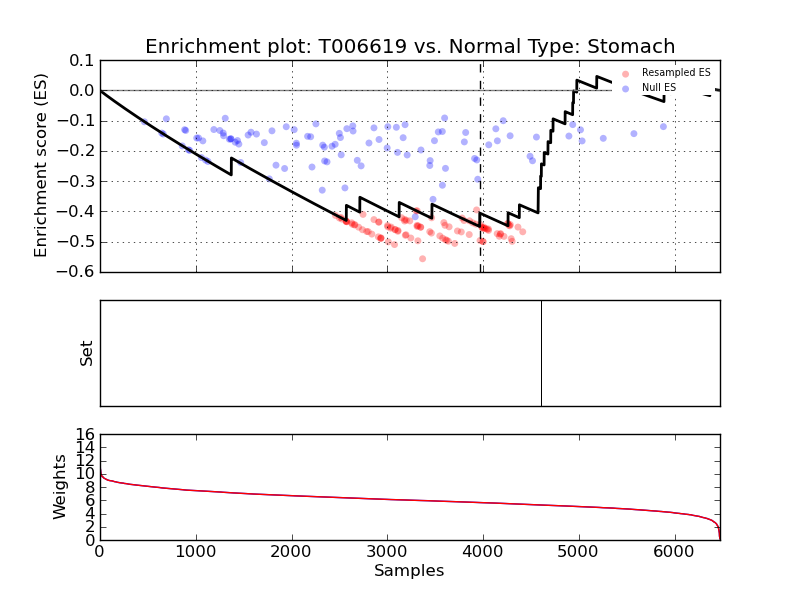 Enrichment plot: T006619 vs. Normal Type: Stomach
Enrichment score (ES)
0.1
0.0
−0.1
−0.2
−0.3
−0.4
−0.5
−0.6
Resampled ES
Null ES
Set
Weights
16
14
12
10
8
6
4
2
0
0 1000 2000 3000 4000 5000 6000
Samples